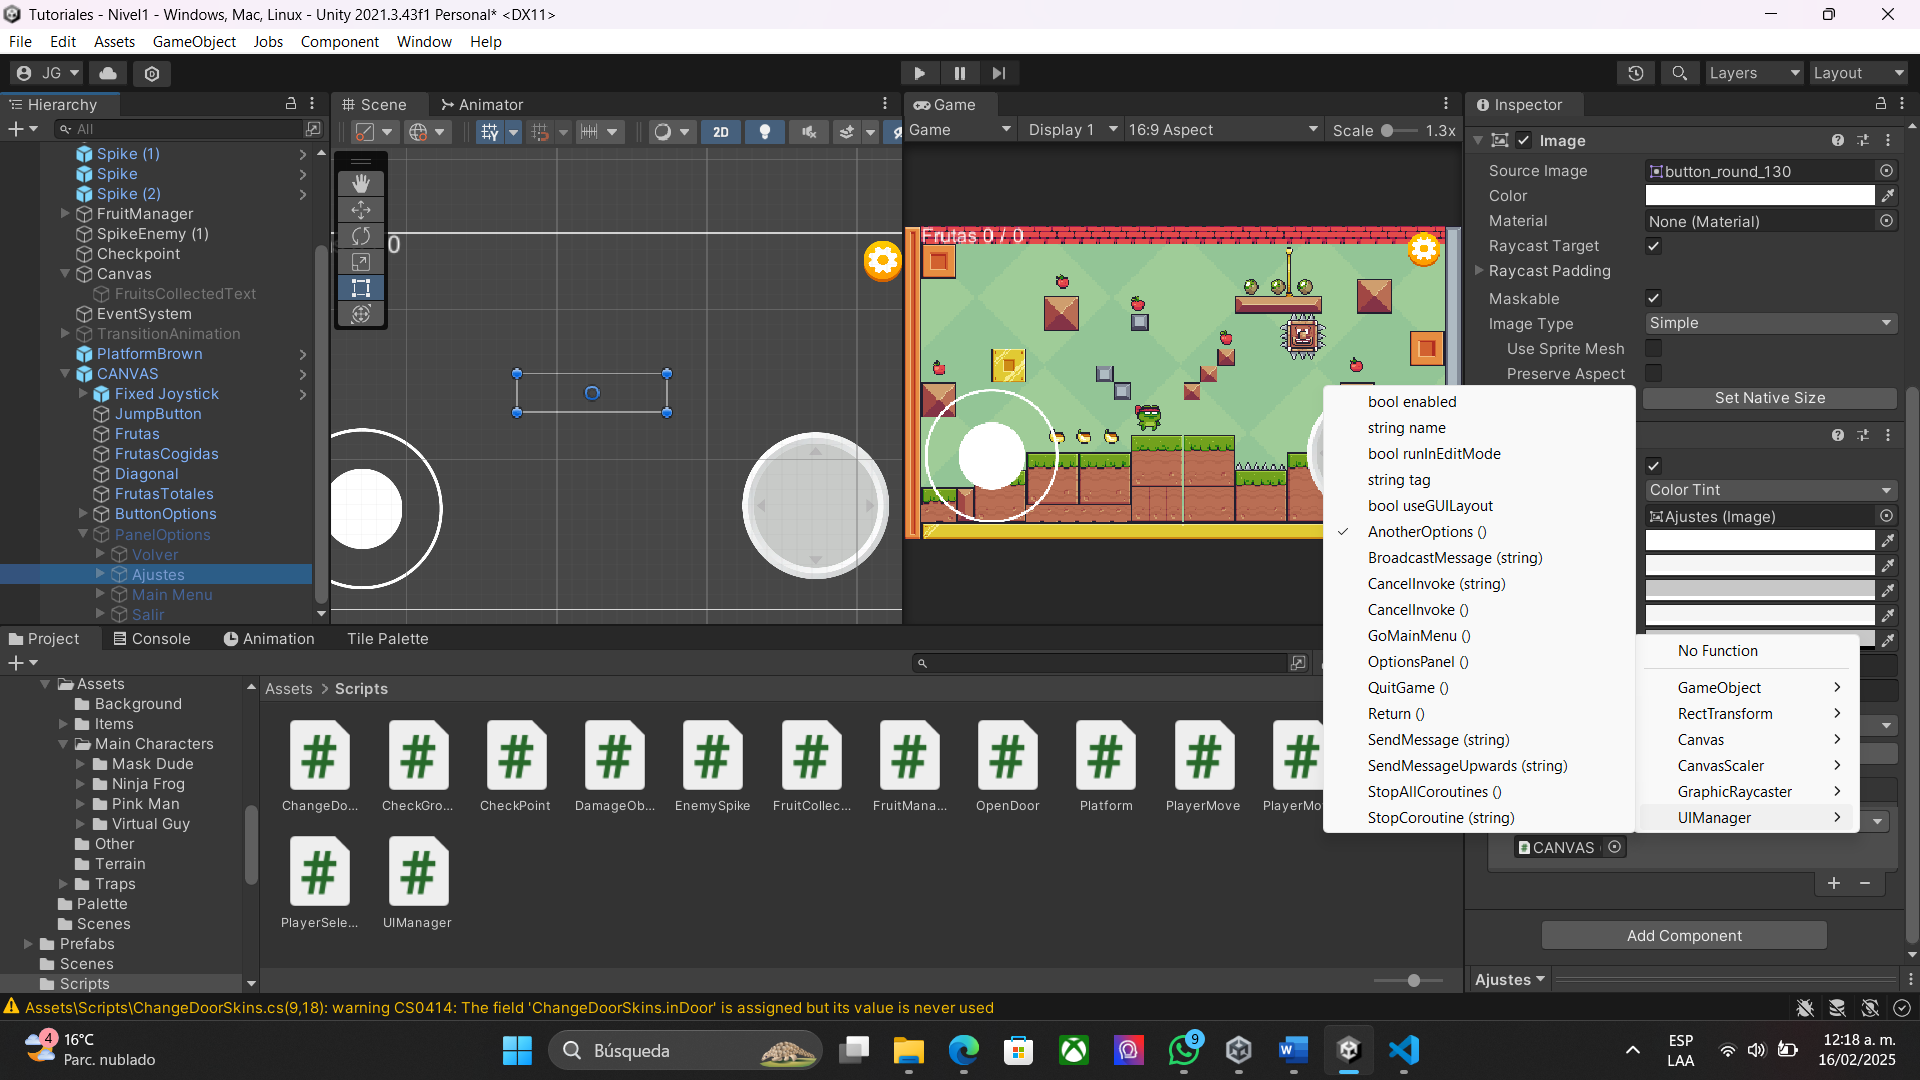 Tutoriales - Nivel1 - Windows, Mac, Linux - Unity 2021.3.43f1 Personal* <DX11>
File Edit Assets GameObject Jobs Component Window Help
JG Layers Layout
Hierarchy
All
Spike (1)
Spike
Spike (2)
FruitManager
SpikeEnemy (1)
Checkpoint
Canvas
FruitsCollectedText
EventSystem
TransitionAnimation
PlatformBrown
CANVAS
Fixed Joystick
JumpButton
Frutas
FrutasCogidas
Diagonal
FrutasTotales
ButtonOptions
PanelOptions
Volver
Ajustes
Main Menu
Salir
Scene Animator
2D
0
Game
Game Display 1 16:9 Aspect Scale 1.3x
Frutas 0 / 0
Inspector
Image
Source Image button_round_130
Color
Material None (Material)
Raycast Target
Raycast Padding
Maskable
Image Type Simple
Use Sprite Mesh
Preserve Aspect
Set Native Size
Color Tint
Ajustes (Image)
bool enabled
string name
bool runInEditMode
string tag
bool useGUILayout
AnotherOptions ()
BroadcastMessage (string)
CancelInvoke (string)
CancelInvoke ()
GoMainMenu ()
OptionsPanel ()
QuitGame ()
Return ()
SendMessage (string)
SendMessageUpwards (string)
StopAllCoroutines ()
StopCoroutine (string)
No Function
GameObject
RectTransform
Canvas
CanvasScaler
GraphicRaycaster
UIManager
CANVAS
Add Component
Ajustes
Project Console Animation Tile Palette
Assets
Background
Items
Main Characters
Mask Dude
Ninja Frog
Pink Man
Virtual Guy
Other
Terrain
Traps
Palette
Scenes
Prefabs
Scenes
Scripts
Assets > Scripts
ChangeDo... CheckGro... CheckPoint DamageOb... EnemySpike FruitCollec... FruitMana... OpenDoor Platform PlayerMove PlayerMo
PlayerSele... UIManager
Assets\Scripts\ChangeDoorSkins.cs(9,18): warning CS0414: The field 'ChangeDoorSkins.inDoor' is assigned but its value is never used
4
16°C
Parc. nublado
Búsqueda
9
ESP
LAA
12:18 a. m.
16/02/2025